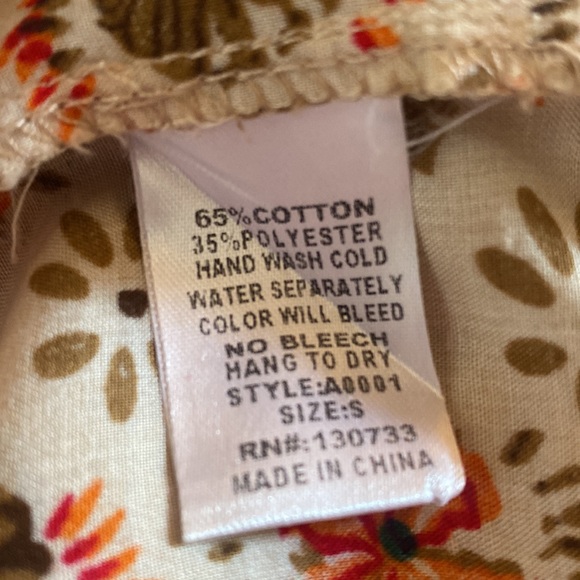 65%COTTON
35%POLYESTER
HAND WASH COLD
WATER SEPARATELY
COLOR WILL BLEED
NO BLEECH
HANG TO DRY
STYLE:A0001
SIZE:S
RN#:130733
MADE IN CHINA